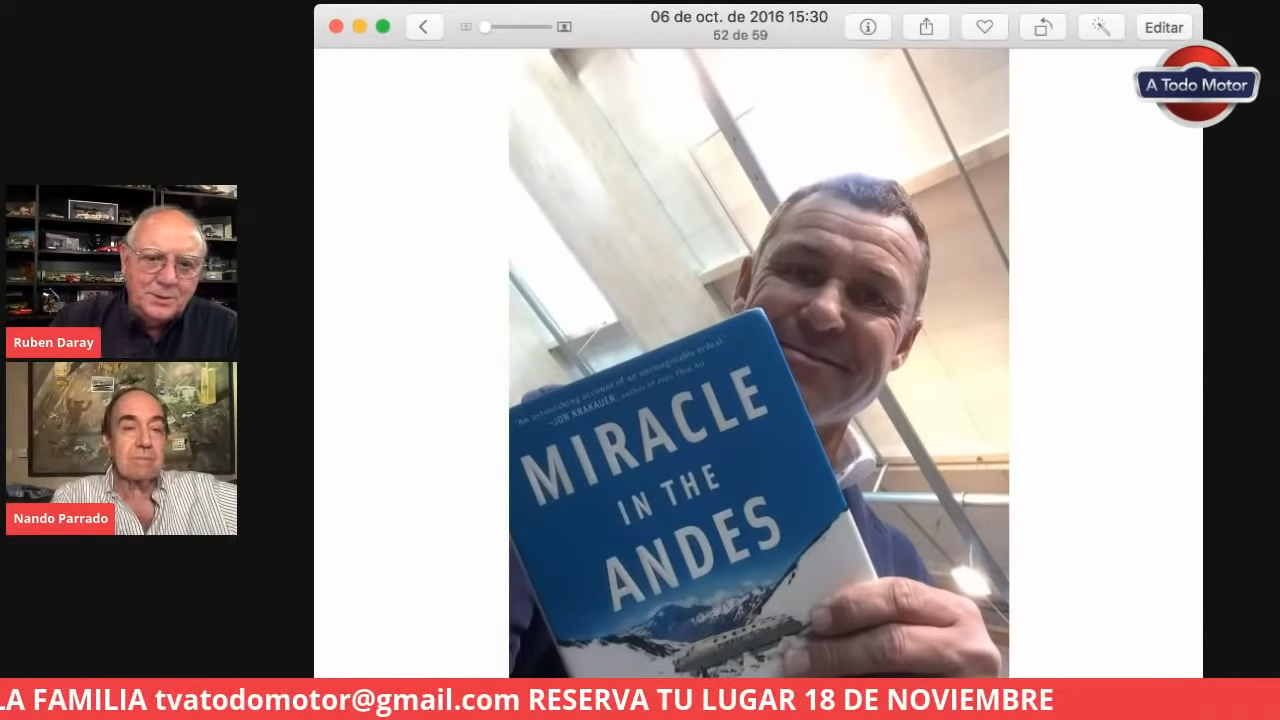 06 de oct. de 2016 15:30
52 de 59
Editar
A Todo Motor
Ruben Daray
Nando Parrado
"An astonishing account of an unimaginable ordeal."
—JON KRAKAUER, author of Into Thin Air
MIRACLE
IN THE
ANDES
LA FAMILIA tvatodomotor@gmail.com RESERVA TU LUGAR 18 DE NOVIEMBRE